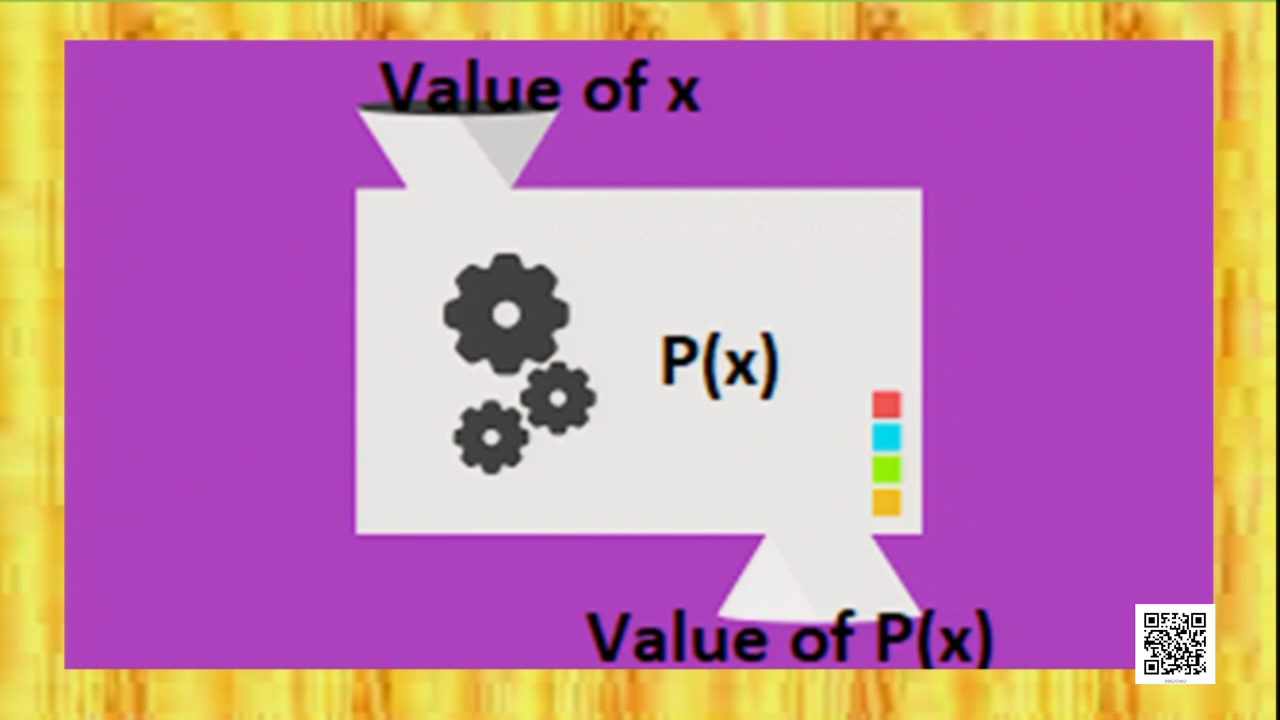 Value of x
P(x)
Value of P(x)